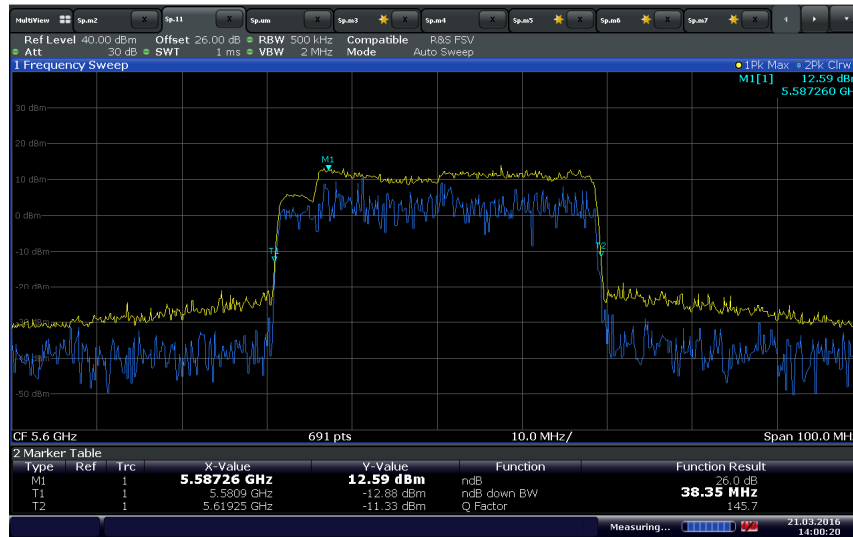 MultiView Sp.m2 X Sp.11 X Sp.um X Sp.m3 X Sp.m4 X Sp.m5 X Sp.m6 X Sp.m7 X
Ref Level 40.00 dBm Offset 26.00 dB RBW 500 kHz Compatible R&S FSV
Att 30 dB SWT 1 ms VBW 2 MHz Mode Auto Sweep
1 Frequency Sweep 1Pk Max 2Pk Clrw
M1[1] 12.59 dBm
5.587260 GH
30 dBm
20 dBm
M1
10 dBm
0 dBm
-10 dBm
T1 T2
-20 dBm
-50 dBm
CF 5.6 GHz 691 pts 10.0 MHz/ Span 100.0 MH
2 Marker Table
Type Ref Trc X-Value Y-Value Function Function Result
M1 1 5.58726 GHz 12.59 dBm ndB 26.0 dB
T1 1 5.5809 GHz -12.88 dBm ndB down BW 38.35 MHz
T2 1 5.61925 GHz -11.33 dBm Q Factor 145.7
Measuring... 21.03.2016
14:00:20